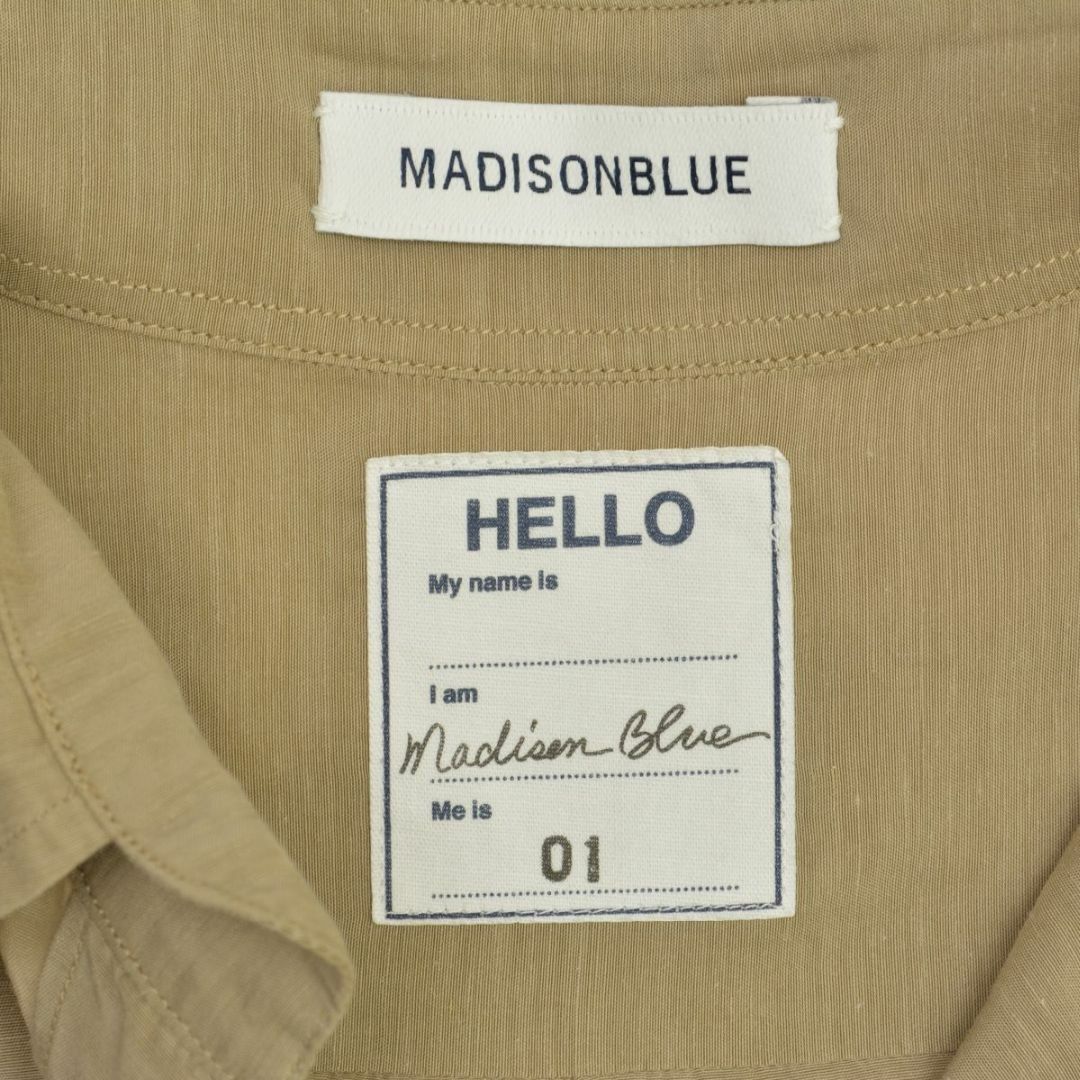 MADISONBLUE
HELLO
My name is
I am
Madison Blue
Me is
01